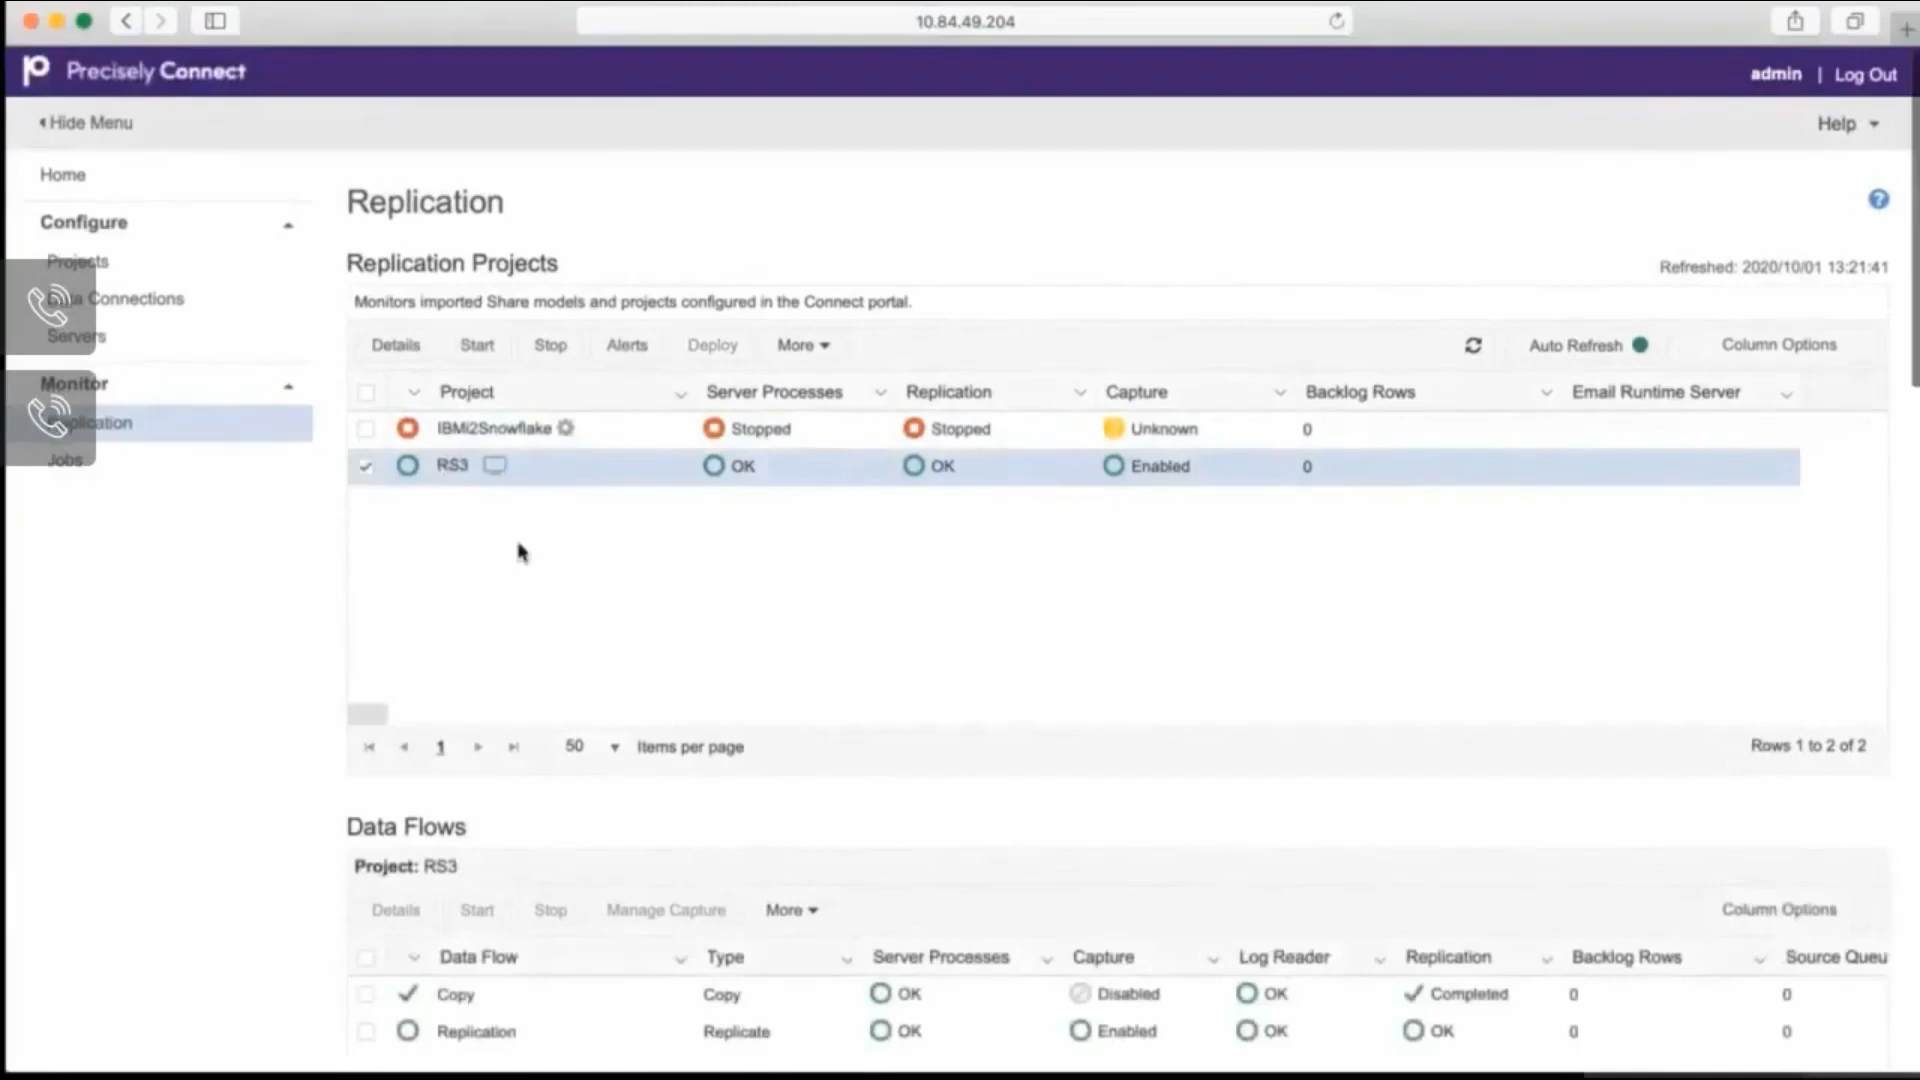 10.84.49.204
Precisely Connect
admin | Log Out
Hide Menu
Help
Home
Configure
Projects
Connections
Servers
Monitor
Replication
Jobs
Replication
Replication Projects
Refreshed: 2020/10/01 13:21:41
Monitors imported Share models and projects configured in the Connect portal.
Details Start Stop Alerts Deploy More Auto Refresh Column Options
Project Server Processes Replication Capture Backlog Rows Email Runtime Server
IBMi2Snowflake Stopped Stopped Unknown 0
RS3 OK OK Enabled 0
1 50 Items per page Rows 1 to 2 of 2
Data Flows
Project: RS3
Details Start Stop Manage Capture More Column Options
Data Flow Type Server Processes Capture Log Reader Replication Backlog Rows Source Queu
Copy Copy OK Disabled OK Completed 0 0
Replication Replicate OK Enabled OK OK 0 0